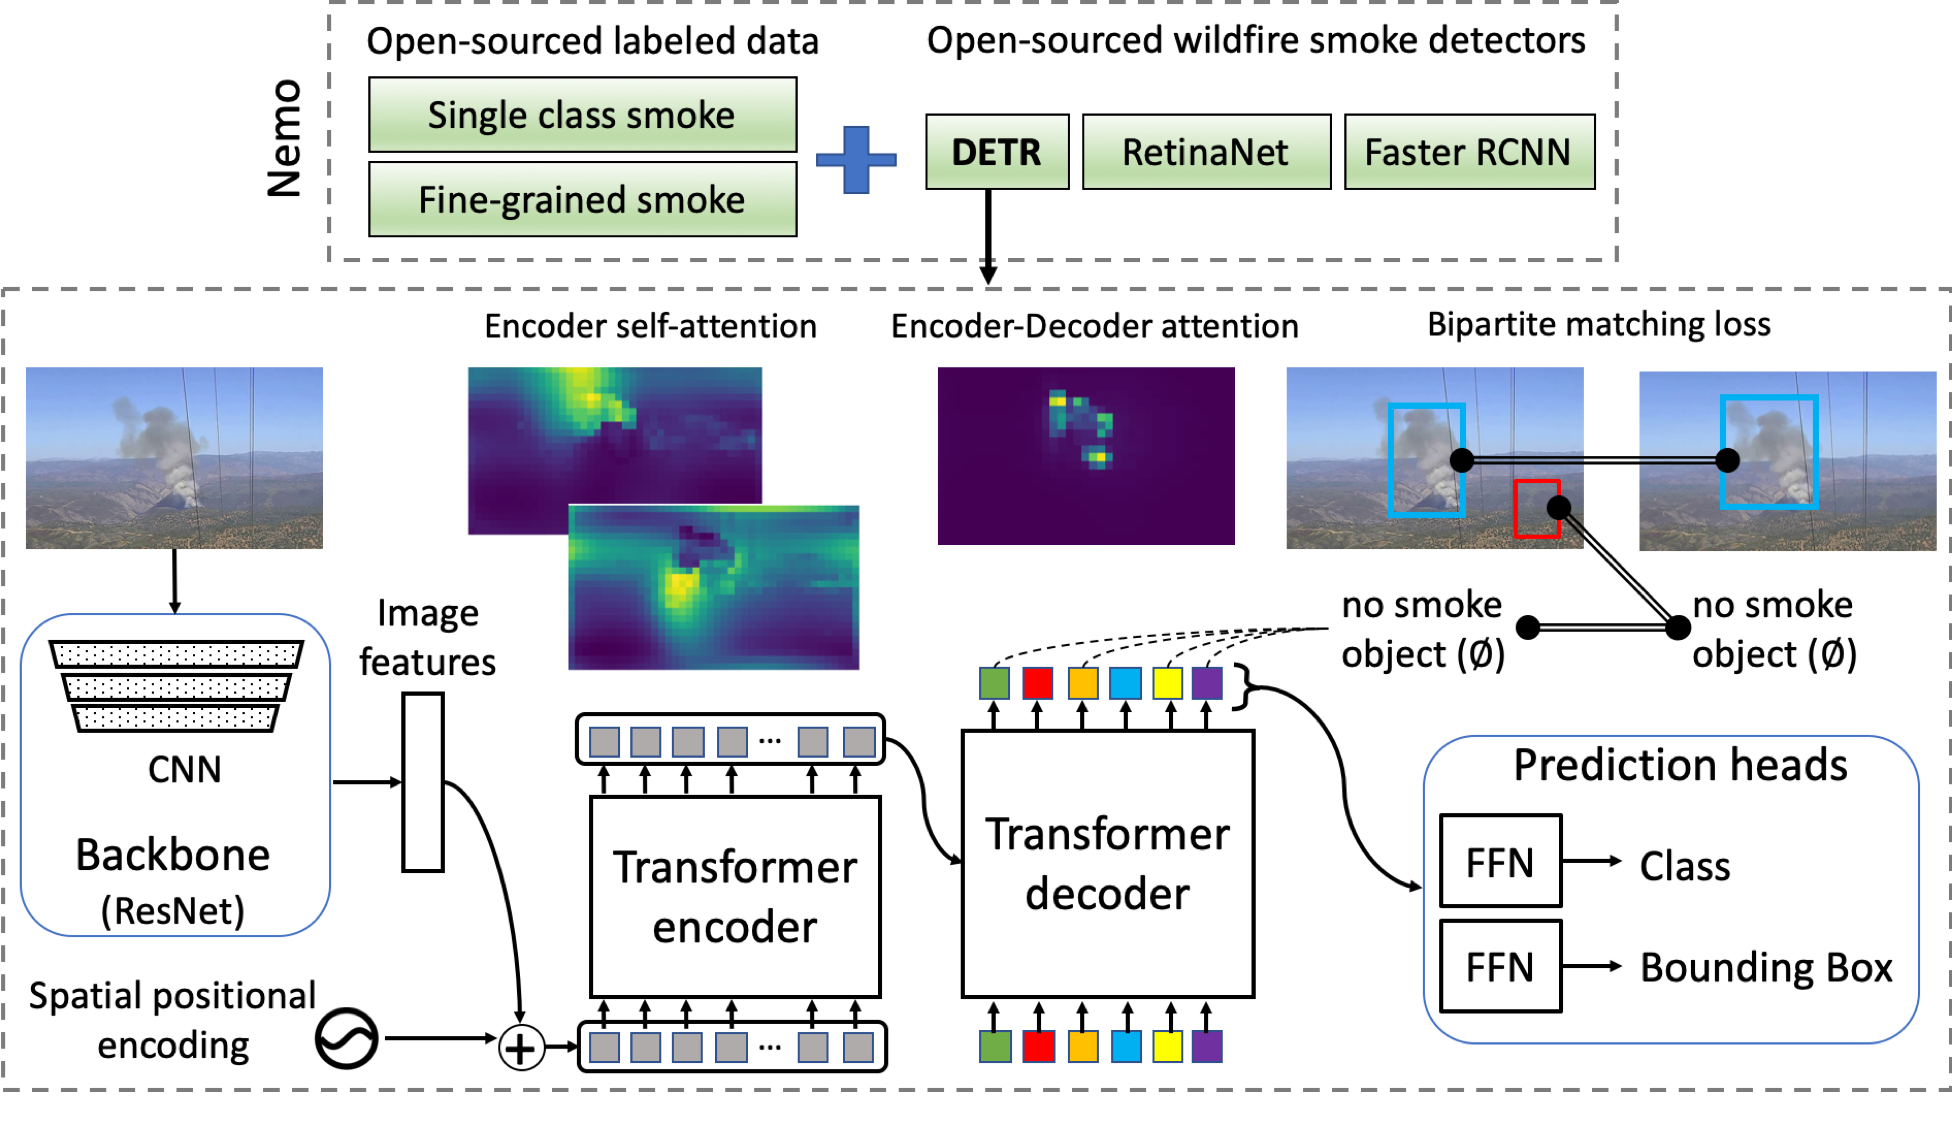 Nemo
Open-sourced labeled data
Single class smoke
Fine-grained smoke
Open-sourced wildfire smoke detectors
DETR
RetinaNet
Faster RCNN
Encoder self-attention
Encoder-Decoder attention
Bipartite matching loss
no smoke
object (Ø)
no smoke
object (Ø)
Image
features
CNN
Backbone
(ResNet)
Spatial positional
encoding
...
Transformer
encoder
...
Transformer
decoder
Prediction heads
FFN
Class
FFN
Bounding Box